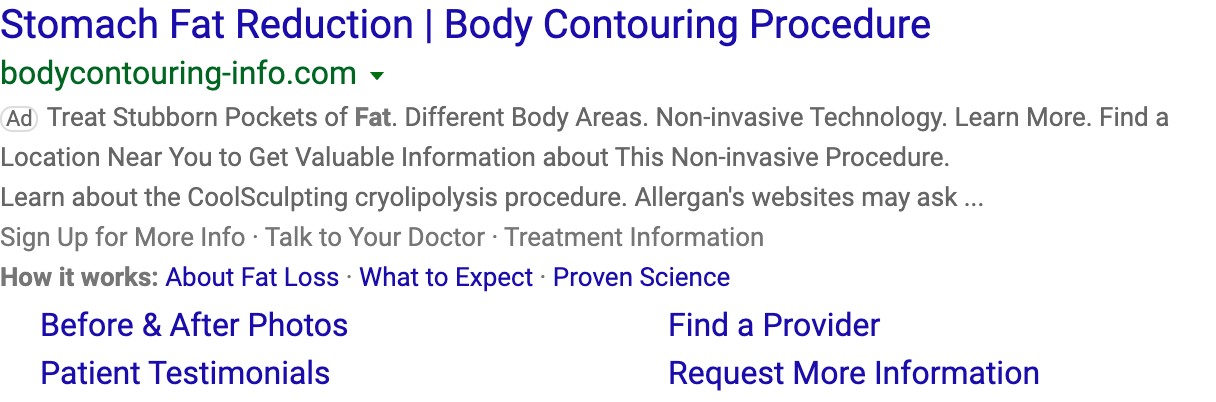 Stomach Fat Reduction | Body Contouring Procedure
bodycontouring-info.com
Ad Treat Stubborn Pockets of Fat. Different Body Areas. Non-invasive Technology. Learn More. Find a
Location Near You to Get Valuable Information about This Non-invasive Procedure.
Learn about the CoolSculpting cryolipolysis procedure. Allergan's websites may ask ...
Sign Up for More Info · Talk to Your Doctor · Treatment Information
How it works: About Fat Loss · What to Expect · Proven Science
Before & After Photos Find a Provider
Patient Testimonials Request More Information